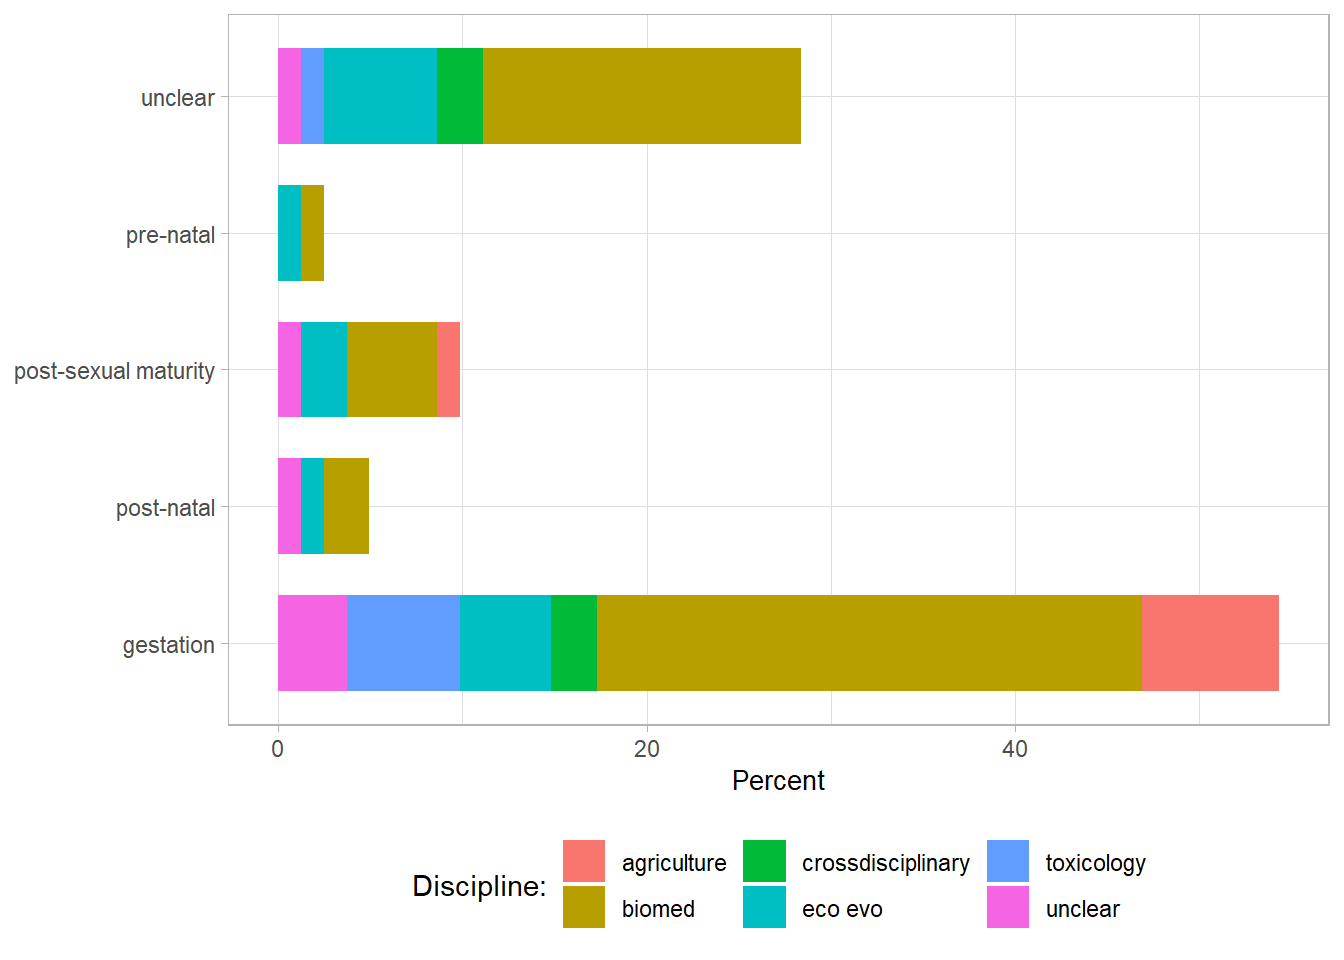 unclear
pre-natal
post-sexual maturity
post-natal
gestation
0 20 40
Percent
Discipline:
agriculture crossdisciplinary toxicology
biomed eco evo unclear